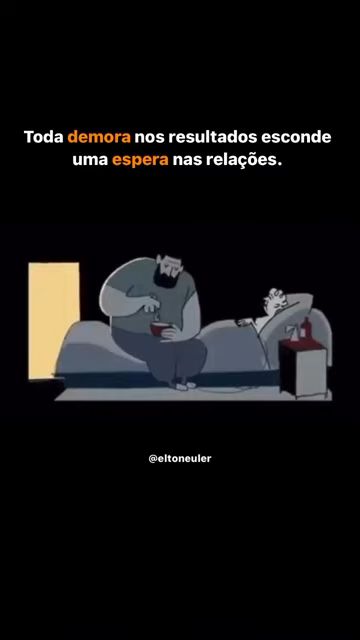 Toda demora nos resultados esconde
uma espera nas relações.
@eltoneuler